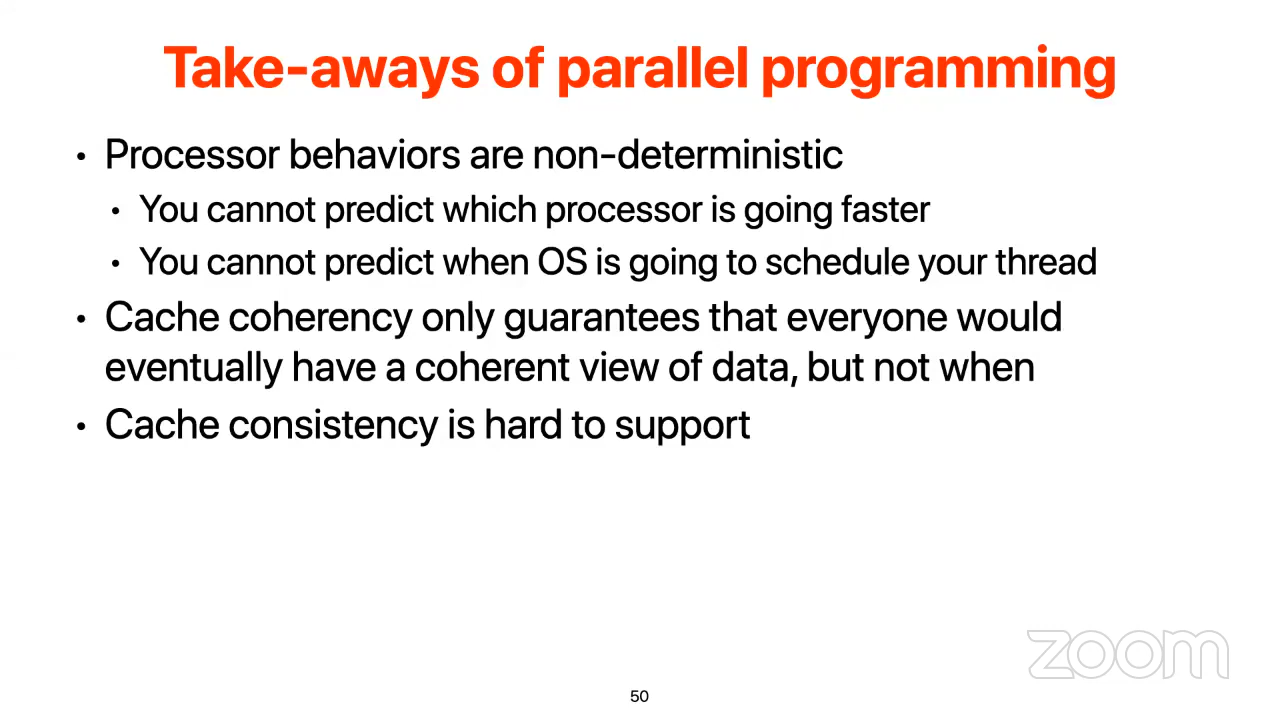 Take-aways of parallel programming
• Processor behaviors are non-deterministic
• You cannot predict which processor is going faster
• You cannot predict when OS is going to schedule your thread
• Cache coherency only guarantees that everyone would
eventually have a coherent view of data, but not when
• Cache consistency is hard to support
zoom
50